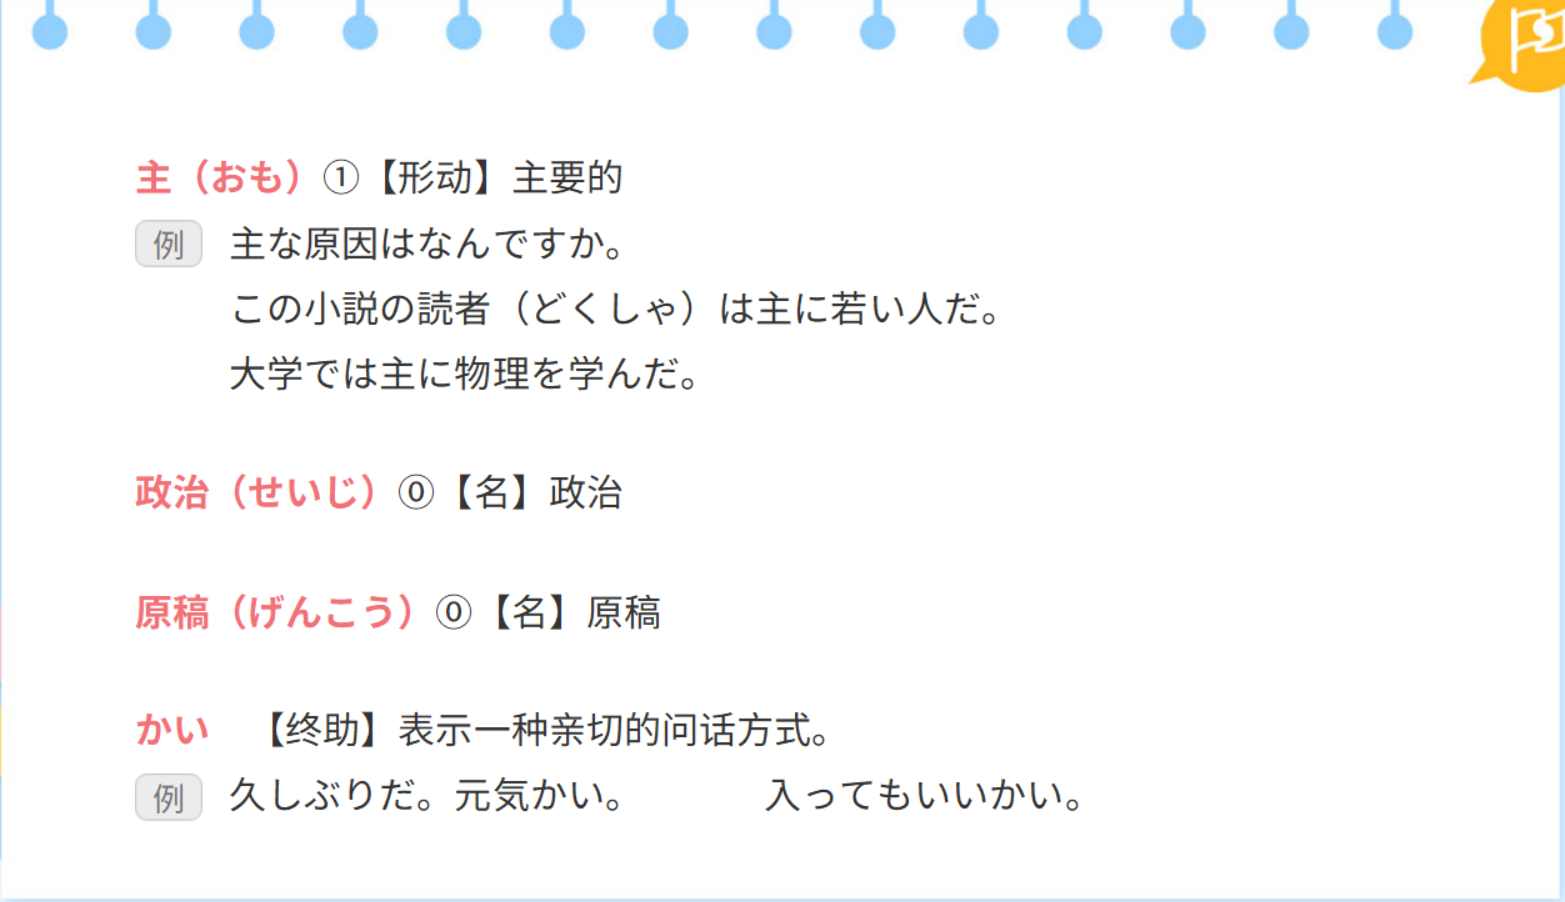 主（おも）①【形动】主要的
例 主な原因はなんですか。
この小説の読者（どくしゃ）は主に若い人だ。
大学では主に物理を学んだ。
政治（せいじ）⓪【名】政治
原稿（げんこう）⓪【名】原稿
かい 【终助】表示一种亲切的问话方式。
例 久しぶりだ。元気かい。 入ってもいいかい。